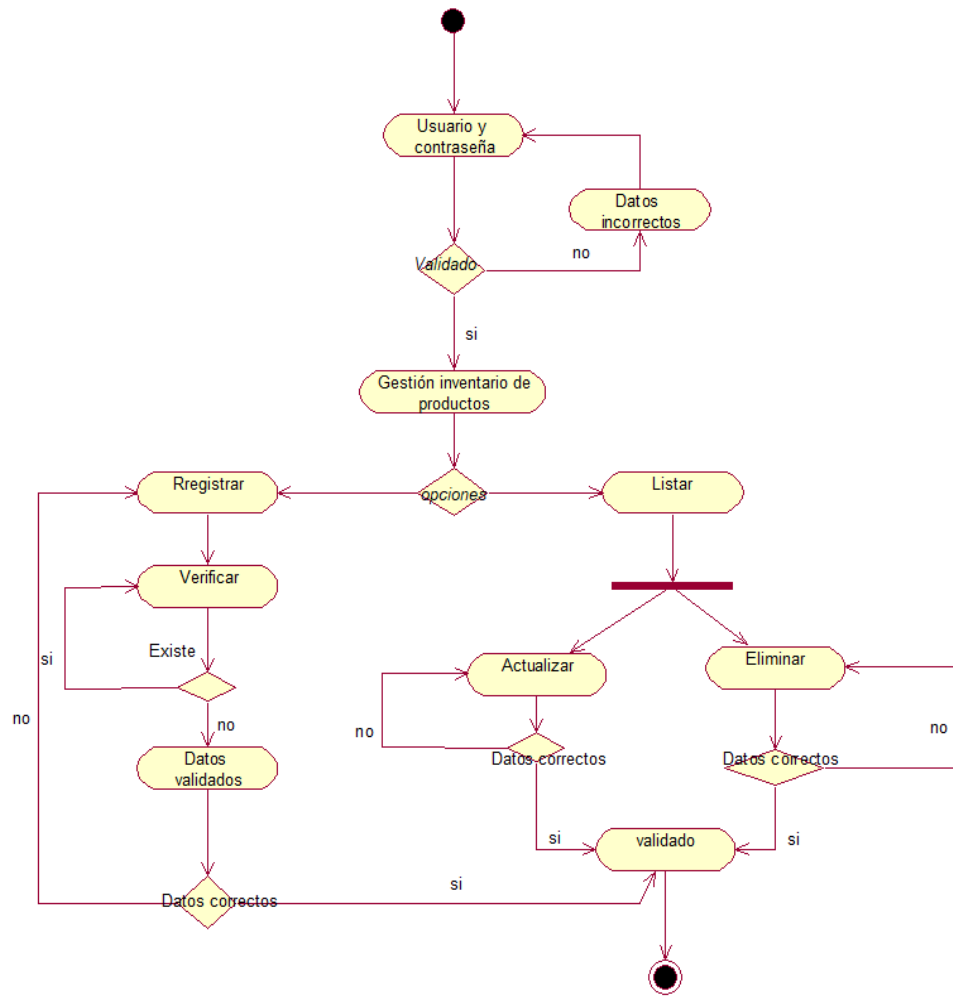 Usuario y
contraseña
Datos
incorrectos
Validado
no
si
Gestión inventario de
productos
Rregistrar
opciones
Listar
Verificar
Existe
si
Actualizar
Eliminar
no
no
no
no
Datos
validados
Datos correctos
Datos correctos
si
validado
si
si
Datos correctos